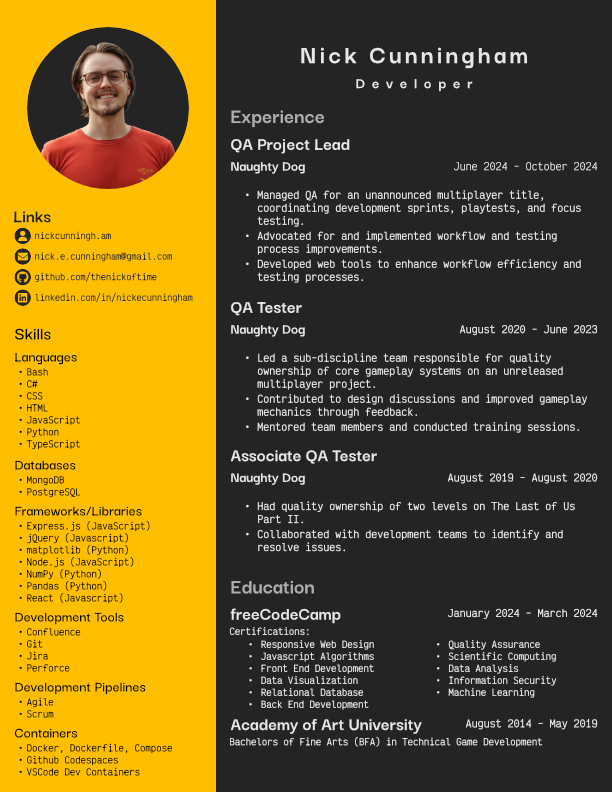 Links
nickcunningh.am
nick.e.cunningham@gmail.com
github.com/thenickoftime
linkedin.com/in/nickecunningham
Skills
Languages
• Bash
• C#
• CSS
• HTML
• JavaScript
• Python
• TypeScript
Databases
• MongoDB
• PostgreSQL
Frameworks/Libraries
• Express.js (JavaScript)
• jQuery (Javascript)
• matplotlib (Python)
• Node.js (JavaScript)
• NumPy (Python)
• Pandas (Python)
• React (Javascript)
Development Tools
• Confluence
• Git
• Jira
• Perforce
Development Pipelines
• Agile
• Scrum
Containers
• Docker, Dockerfile, Compose
• Github Codespaces
• VSCode Dev Containers
Nick Cunningham
Developer
Experience
QA Project Lead
Naughty Dog June 2024 - October 2024
• Managed QA for an unannounced multiplayer title,
coordinating development sprints, playtests, and focus
testing.
• Advocated for and implemented workflow and testing
process improvements.
• Developed web tools to enhance workflow efficiency and
testing processes.
QA Tester
Naughty Dog August 2020 - June 2023
• Led a sub-discipline team responsible for quality
ownership of core gameplay systems on an unreleased
multiplayer project.
• Contributed to design discussions and improved gameplay
mechanics through feedback.
• Mentored team members and conducted training sessions.
Associate QA Tester
Naughty Dog August 2019 - August 2020
• Had quality ownership of two levels on The Last of Us
Part II.
• Collaborated with development teams to identify and
resolve issues.
Education
freeCodeCamp January 2024 - March 2024
Certifications:
• Responsive Web Design
• Javascript Algorithms
• Front End Development
• Data Visualization
• Relational Database
• Back End Development
• Quality Assurance
• Scientific Computing
• Data Analysis
• Information Security
• Machine Learning
Academy of Art University August 2014 - May 2019
Bachelors of Fine Arts (BFA) in Technical Game Development